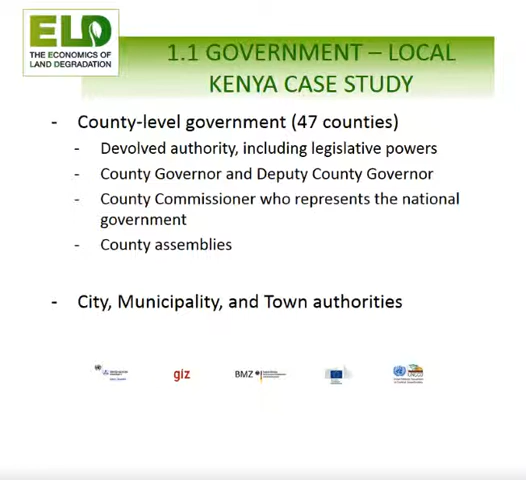 ELD
THE ECONOMICS OF
LAND DEGRADATION
1.1 GOVERNMENT – LOCAL
KENYA CASE STUDY
- County-level government (47 counties)
- Devolved authority, including legislative powers
- County Governor and Deputy County Governor
- County Commissioner who represents the national
government
- County assemblies
- City, Municipality, and Town authorities
giz
BMZ